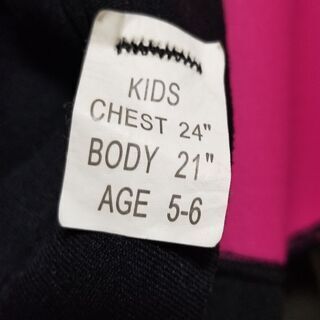 KIDS
CHEST 24"
BODY 21"
AGE 5-6